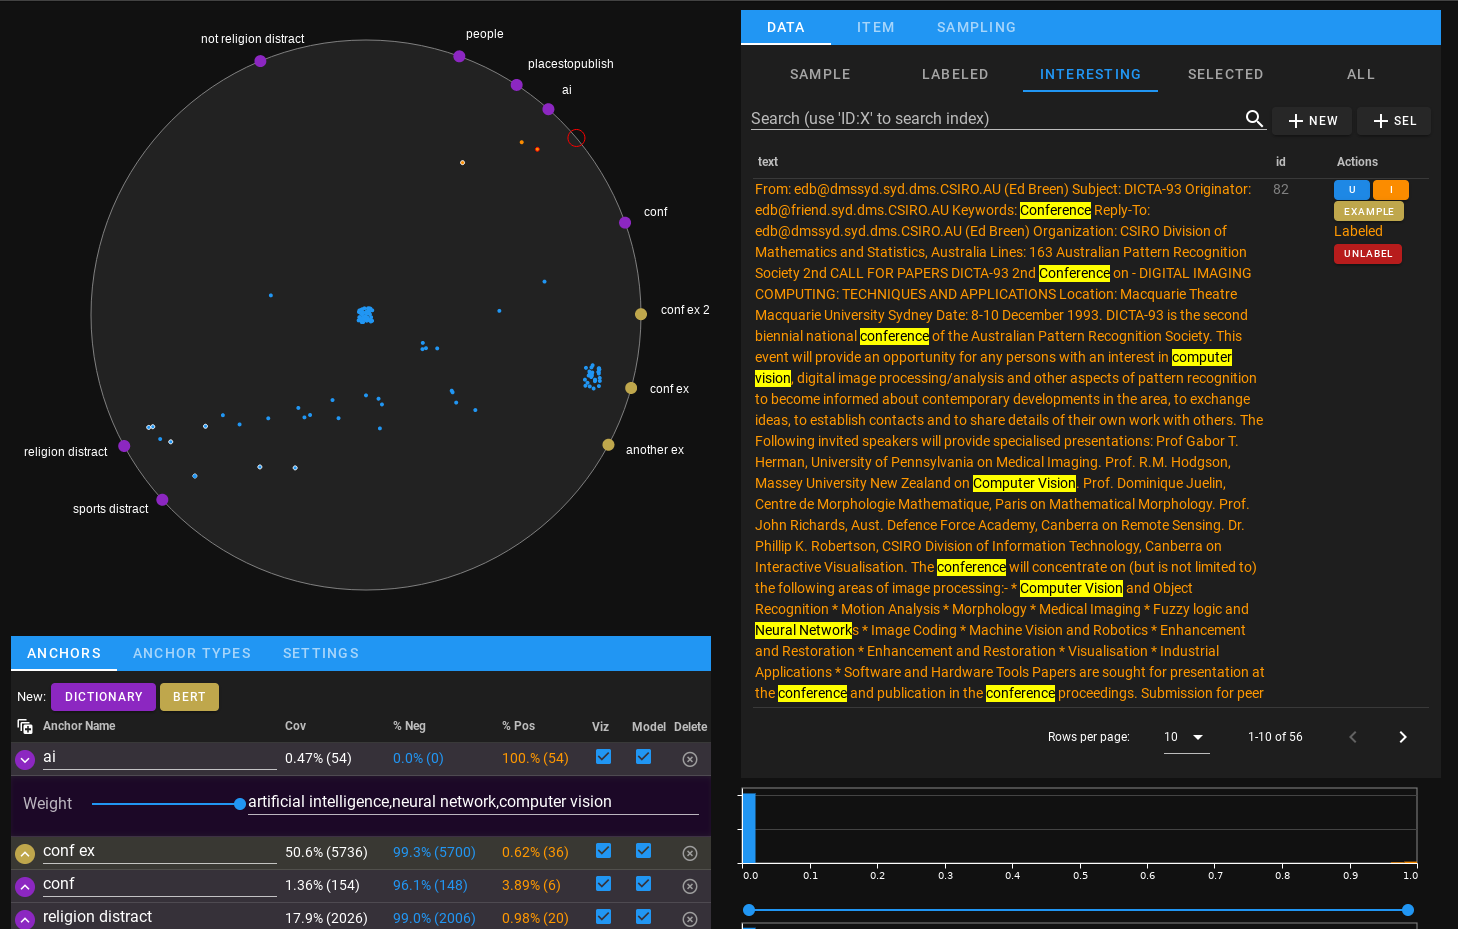 not religion distract
people
placestopublish
ai
conf
conf ex 2
conf ex
another ex
religion distract
sports distract
ANCHORS ANCHOR TYPES SETTINGS
New: DICTIONARY BERT
Anchor Name Cov % Neg % Pos Viz Model Delete
ai 0.47% (54) 0.0% (0) 100.% (54)
Weight artificial intelligence,neural network,computer vision
conf ex 50.6% (5736) 99.3% (5700) 0.62% (36)
conf 1.36% (154) 96.1% (148) 3.89% (6)
religion distract 17.9% (2026) 99.0% (2006) 0.98% (20)
DATA ITEM SAMPLING
SAMPLE LABELED INTERESTING SELECTED ALL
Search (use 'ID:X' to search index) NEW SEL
text id Actions
From: edb@dmssyd.syd.dms.CSIRO.AU (Ed Breen) Subject: DICTA-93 Originator: 82 U I
edb@friend.syd.dms.CSIRO.AU Keywords: Conference Reply-To: EXAMPLE
edb@dmssyd.syd.dms.CSIRO.AU (Ed Breen) Organization: CSIRO Division of Labeled
Mathematics and Statistics, Australia Lines: 163 Australian Pattern Recognition UNLABEL
Society 2nd CALL FOR PAPERS DICTA-93 2nd Conference on - DIGITAL IMAGING
COMPUTING: TECHNIQUES AND APPLICATIONS Location: Macquarie Theatre
Macquarie University Sydney Date: 8-10 December 1993. DICTA-93 is the second
biennial national conference of the Australian Pattern Recognition Society. This
event will provide an opportunity for any persons with an interest in computer
vision, digital image processing/analysis and other aspects of pattern recognition
to become informed about contemporary developments in the area, to exchange
ideas, to establish contacts and to share details of their own work with others. The
Following invited speakers will provide specialised presentations: Prof Gabor T.
Herman, University of Pennsylvania on Medical Imaging. Prof. R.M. Hodgson,
Massey University New Zealand on Computer Vision. Prof. Dominique Juelin,
Centre de Morphologie Mathematique, Paris on Mathematical Morphology. Prof.
John Richards, Aust. Defence Force Academy, Canberra on Remote Sensing. Dr.
Phillip K. Robertson, CSIRO Division of Information Technology, Canberra on
Interactive Visualisation. The conference will concentrate on (but is not limited to)
the following areas of image processing:- * Computer Vision and Object
Recognition * Motion Analysis * Morphology * Medical Imaging * Fuzzy logic and
Neural Networks * Image Coding * Machine Vision and Robotics * Enhancement
and Restoration * Enhancement and Restoration * Visualisation * Industrial
Applications * Software and Hardware Tools Papers are sought for presentation at
the conference and publication in the conference proceedings. Submission for peer
Rows per page: 10 1-10 of 56
0.0 0.1 0.2 0.3 0.4 0.5 0.6 0.7 0.8 0.9 1.0